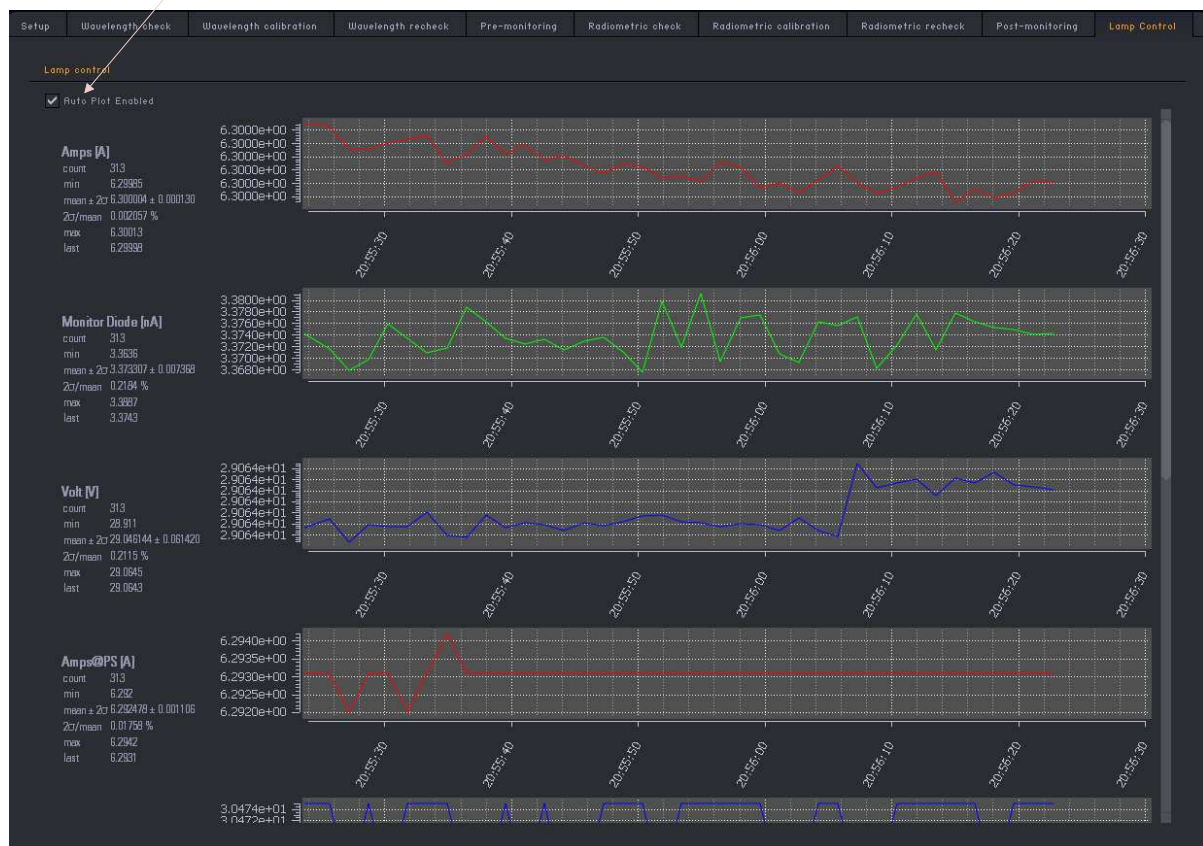 Setup Wavelength check Wavelength calibration Wavelength recheck Pre-monitoring Radiometric check Radiometric calibration Radiometric recheck Post-monitoring Lamp Control
Lamp control
Auto Plot Enabled
Amps [A]
count 313
min 6.29985
mean ± 2σ 6.300004 ± 0.000130
2σ/mean 0.002057 %
max 6.30013
last 6.29998
6.3000e+00
6.3000e+00
6.3000e+00
6.3000e+00
6.3000e+00
6.3000e+00
20:55:30 20:55:40 20:55:50 20:56:00 20:56:10 20:56:20 20:56:30
Monitor Diode [nA]
count 313
min 3.3636
mean ± 2σ 3.373307 ± 0.007368
2σ/mean 0.2184 %
max 3.3887
last 3.3743
3.3800e+00
3.3780e+00
3.3760e+00
3.3740e+00
3.3720e+00
3.3700e+00
3.3680e+00
20:55:30 20:55:40 20:55:50 20:56:00 20:56:10 20:56:20 20:56:30
Volt [V]
count 313
min 28.911
mean ± 2σ 29.046144 ± 0.061420
2σ/mean 0.2115 %
max 29.0645
last 29.0643
2.9064e+01
2.9064e+01
2.9064e+01
2.9064e+01
2.9064e+01
2.9064e+01
2.9064e+01
20:55:30 20:55:40 20:55:50 20:56:00 20:56:10 20:56:20 20:56:30
Amps@PS [A]
count 313
min 6.292
mean ± 2σ 6.292478 ± 0.001106
2σ/mean 0.01758 %
max 6.2942
last 6.2931
6.2940e+00
6.2935e+00
6.2930e+00
6.2925e+00
6.2920e+00
20:55:30 20:55:40 20:55:50 20:56:00 20:56:10 20:56:20 20:56:30
3.0474e+01
3.0472e+01